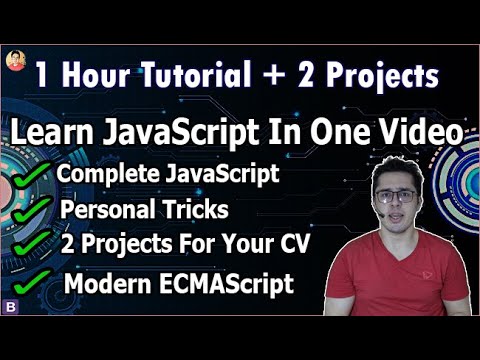 1 Hour Tutorial + 2 Projects
Learn JavaScript In One Video
Complete JavaScript
Personal Tricks
2 Projects For Your CV
Modern ECMAScript
B